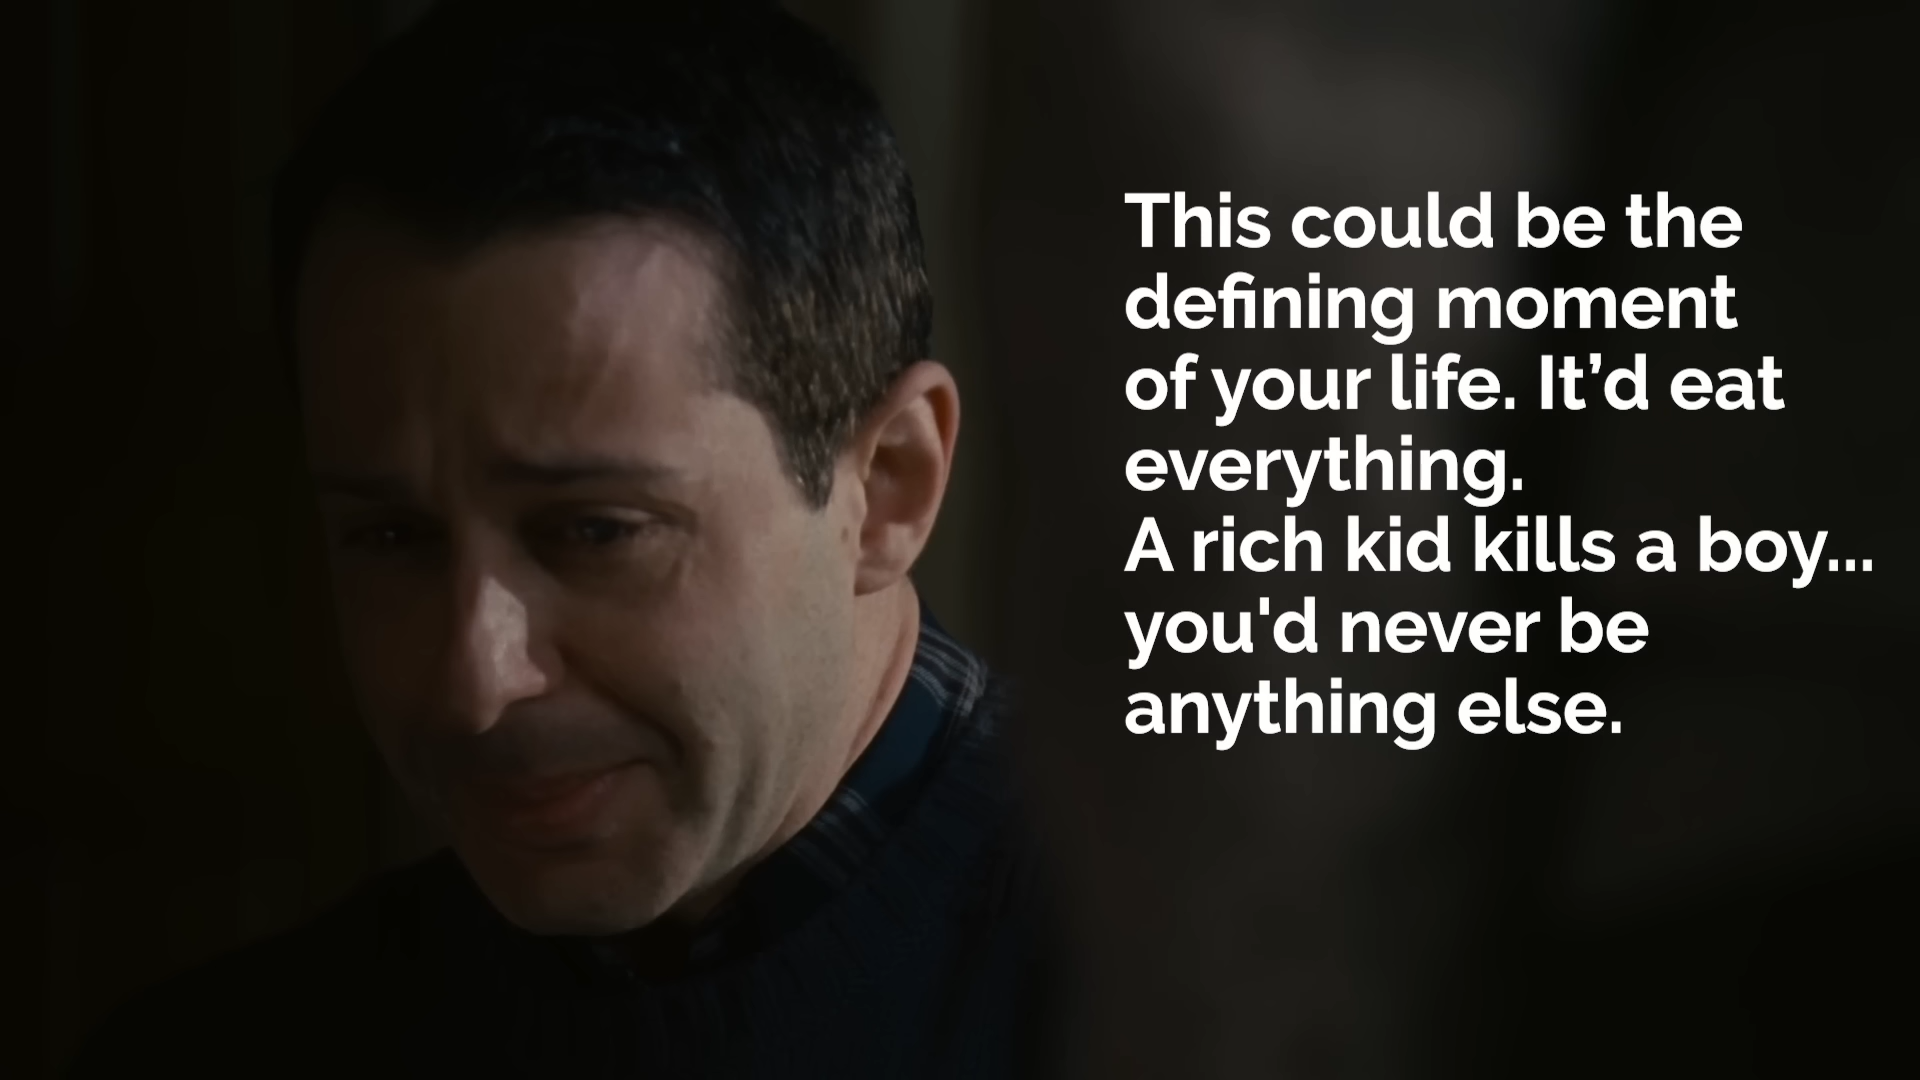 This could be the
defining moment
of your life. It’d eat
everything.
A rich kid kills a boy...
you'd never be
anything else.